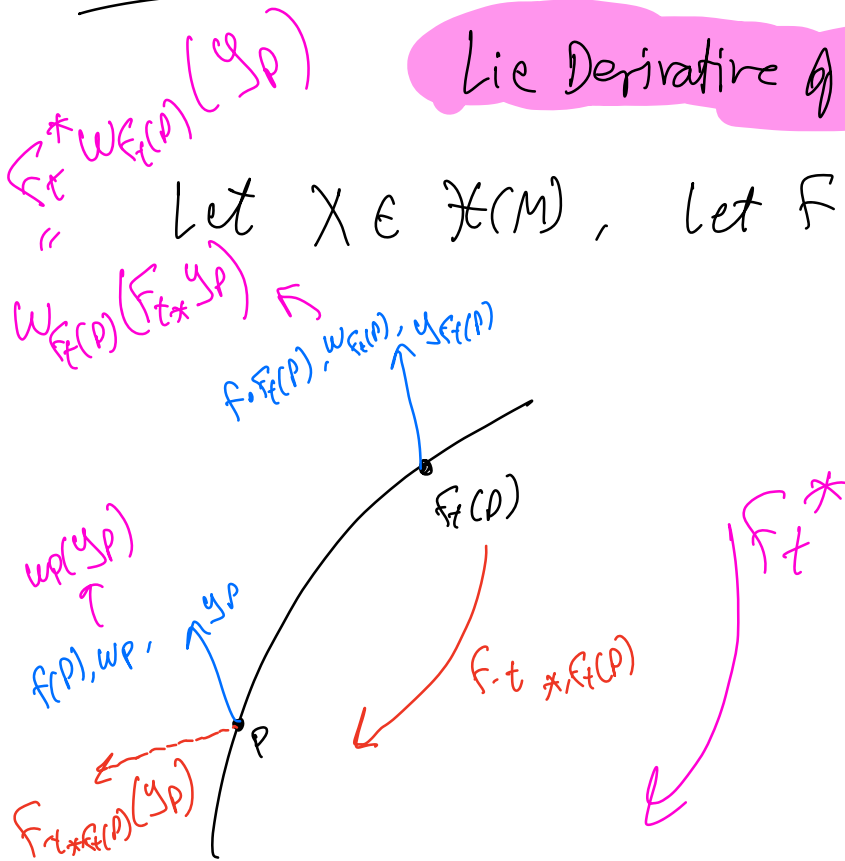 Lie Derivative of
F_t^* ω_{F_t(P)}(Y_P)
Let X ∈ 𝔛(M), Let F
"
ω_{F_t(P)}(F_{t*} Y_P)
f∘F_t(P), ω_{F_t(P)}, Y_{F_t(P)}
F_t(P)
F_t^*
ω_P(Y_P)
Y_P
f(P), ω_P,
F_{-t *, F_t(P)}
P
F_{-t * F_t(P)}(Y_P)